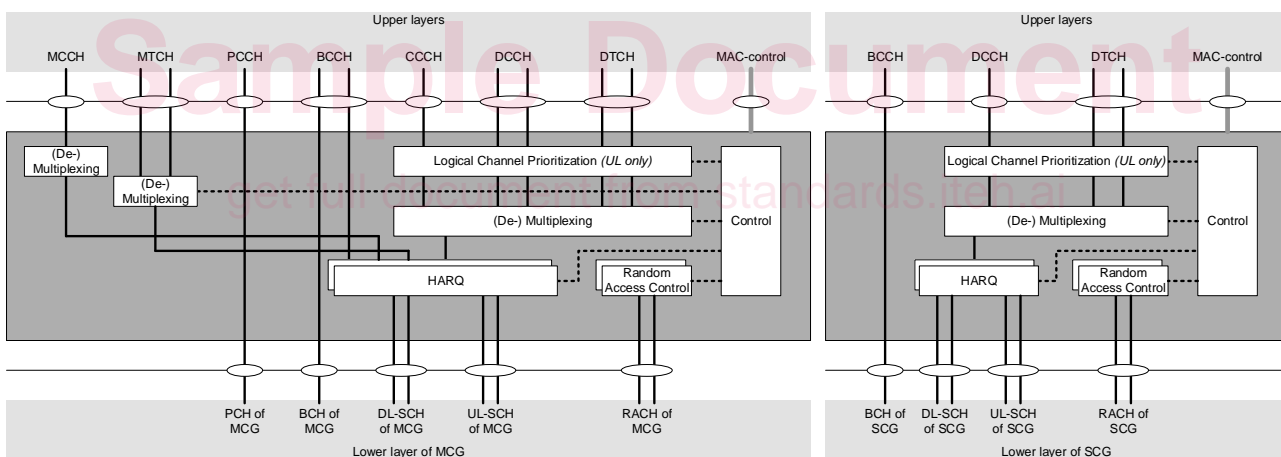 Upper layers
MCCH MTCH PCCH BCCH CCCH DCCH DTCH MAC-control
(De-)
Multiplexing
(De-)
Multiplexing
Logical Channel Prioritization (UL only)
(De-) Multiplexing
Control
HARQ
Random
Access Control
PCH of
MCG
BCH of
MCG
DL-SCH
of MCG
UL-SCH
of MCG
RACH of
MCG
Lower layer of MCG
Upper layers
BCCH DCCH DTCH MAC-control
Logical Channel Prioritization (UL only)
(De-) Multiplexing
Control
HARQ
Random
Access Control
BCH of
SCG
DL-SCH
of SCG
UL-SCH
of SCG
RACH of
SCG
Lower layer of SCG
Sample Document
get full document from standards.iteh.ai